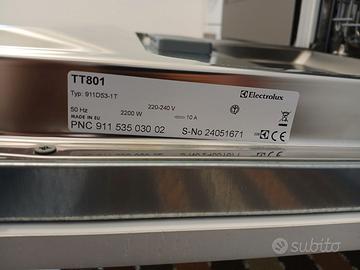 TT801
Typ: 911D53-1T
Electrolux
220-240 V
50 Hz 2200 W 10 A
MADE IN EU
PNC 911 535 030 02 S-No 24051671
CE
subito